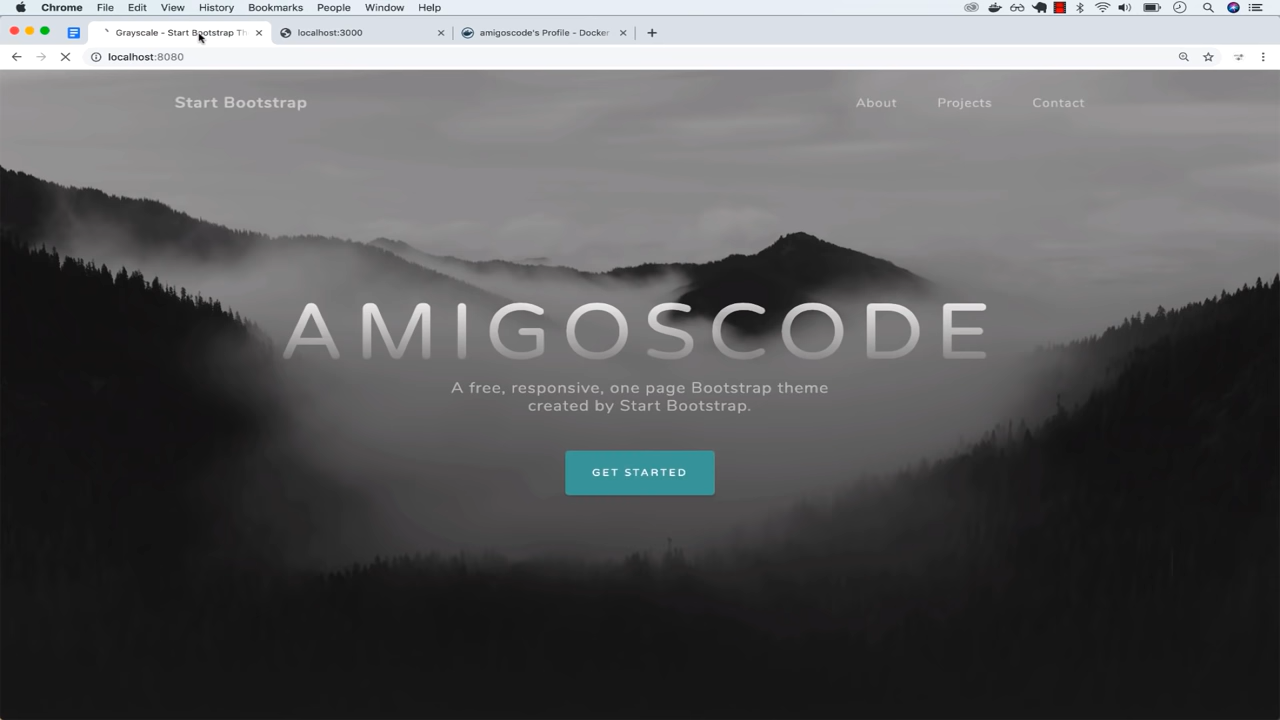 Chrome File Edit View History Bookmarks People Window Help
Grayscale - Start Bootstrap Th
localhost:3000
amigoscode's Profile - Docker
localhost:8080
Start Bootstrap
About Projects Contact
AMIGOSCODE
A free, responsive, one page Bootstrap theme
created by Start Bootstrap.
GET STARTED